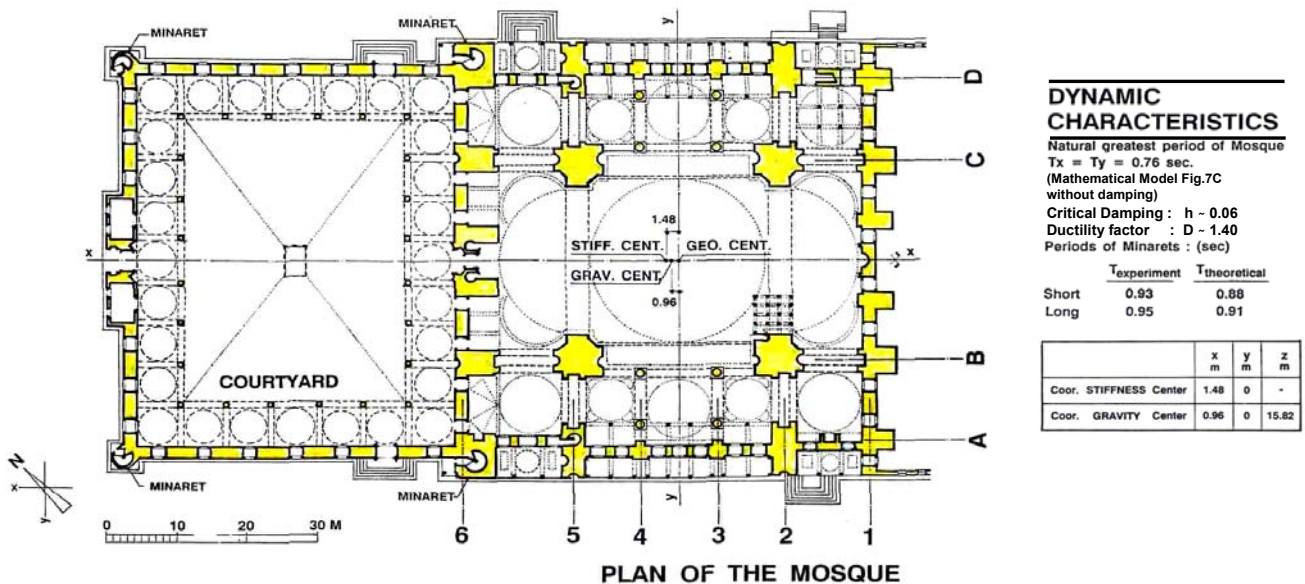 MINARET
MINARET
y
D
C
1.48
STIFF. CENT. GEO. CENT.
x
x
GRAV. CENT.
0.96
B
COURTYARD
A
N
x
y
MINARET
MINARET
y
0 10 20 30 M
6 5 4 3 2 1
PLAN OF THE MOSQUE
DYNAMIC
CHARACTERISTICS
Natural greatest period of Mosque
Tx = Ty = 0.76 sec.
(Mathematical Model Fig.7C
without damping)
Critical Damping : h ~ 0.06
Ductility factor : D ~ 1.40
Periods of Minarets : (sec)
Texperiment Ttheoretical
Short 0.93 0.88
Long 0.95 0.91
x y z
m m m
Coor. STIFFNESS Center 1.48 0 -
Coor. GRAVITY Center 0.96 0 15.82